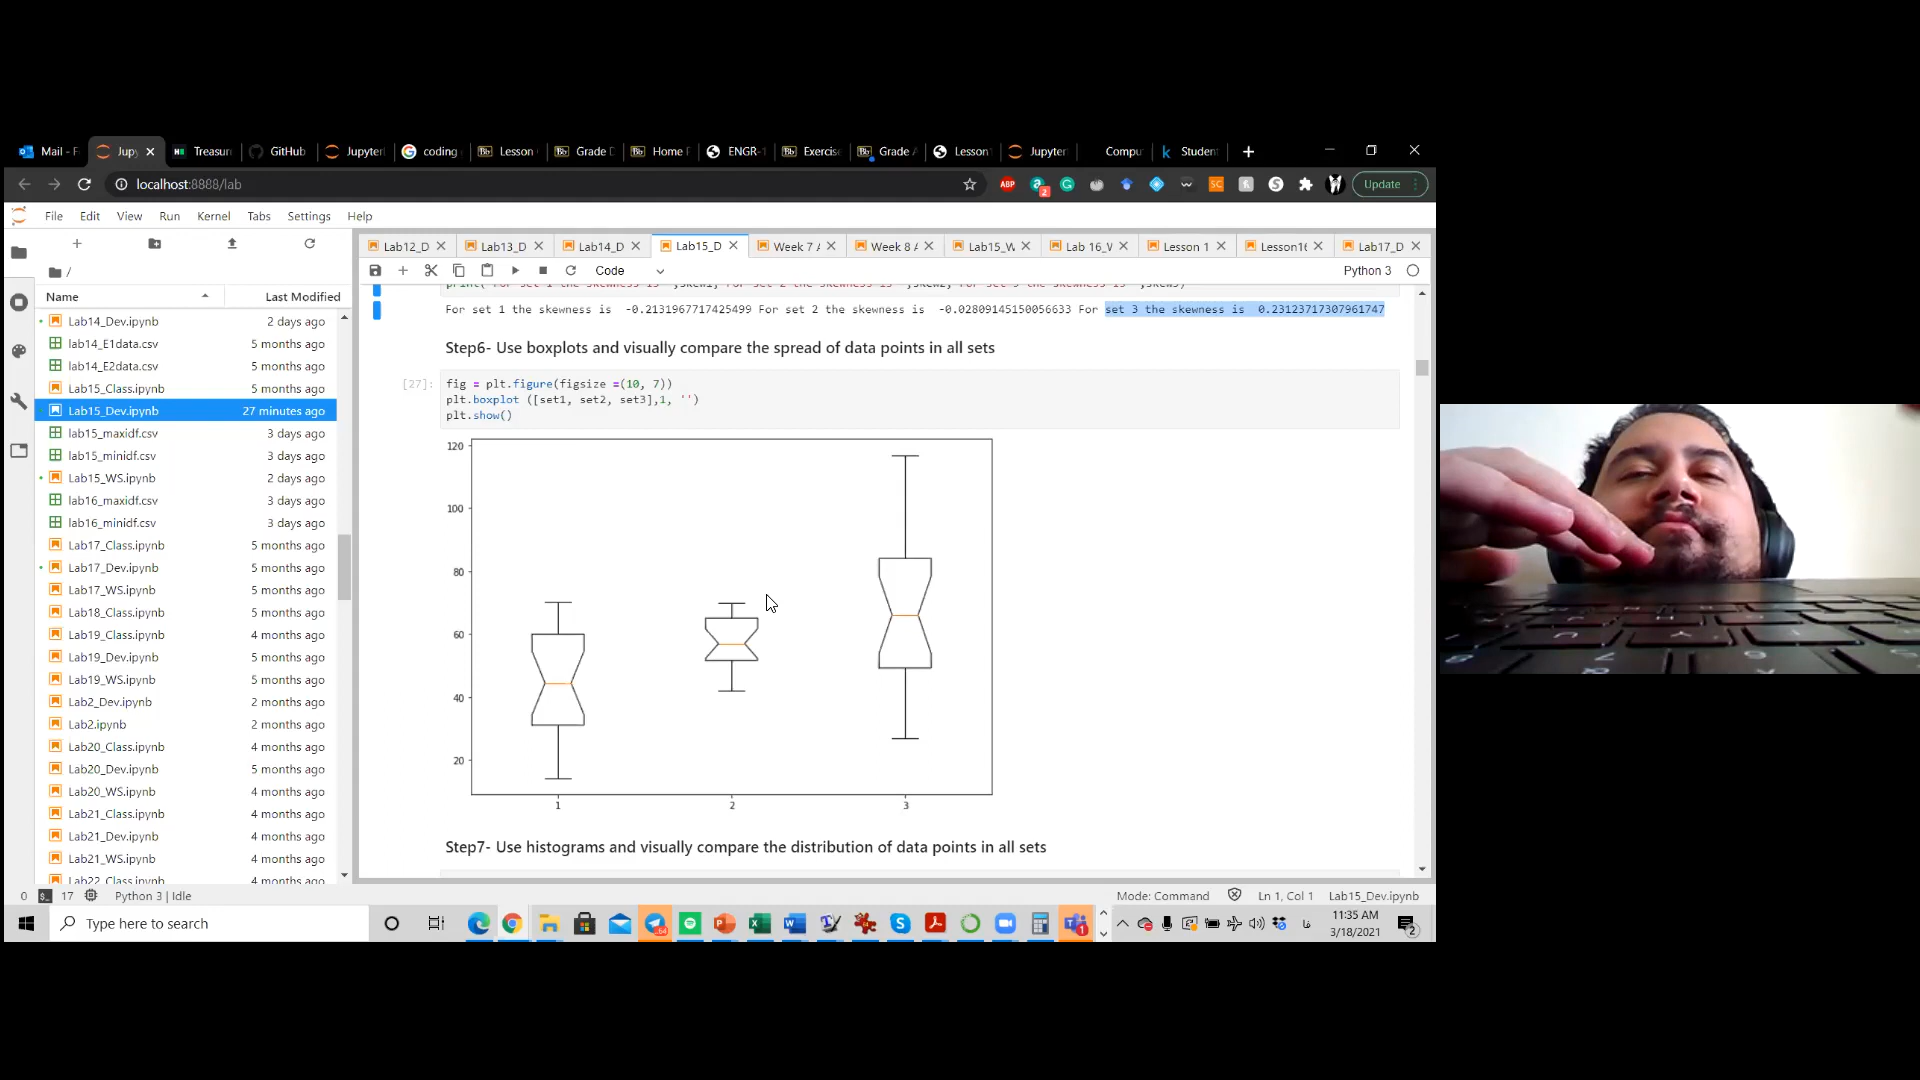 Mail - F
Jupy
Treasur
GitHub
Jupyter
coding
Lesson
Grade D
Home P
ENGR-1
Exercise
Grade A
Lesson
Jupyter
Compu
Student
localhost:8888/lab
ABP
2
SC
Update
File Edit View Run Kernel Tabs Settings Help
Lab12_D
Lab13_D
Lab14_D
Lab15_D
Week 7 A
Week 8 A
Lab15_W
Lab 16_V
Lesson 1
Lesson16
Lab17_D
/
Code
Python 3
Name Last Modified
Lab14_Dev.ipynb 2 days ago
lab14_E1data.csv 5 months ago
lab14_E2data.csv 5 months ago
Lab15_Class.ipynb 5 months ago
Lab15_Dev.ipynb 27 minutes ago
lab15_maxidf.csv 3 days ago
lab15_minidf.csv 3 days ago
Lab15_WS.ipynb 2 days ago
lab16_maxidf.csv 3 days ago
lab16_minidf.csv 3 days ago
Lab17_Class.ipynb 5 months ago
Lab17_Dev.ipynb 5 months ago
Lab17_WS.ipynb 5 months ago
Lab18_Class.ipynb 5 months ago
Lab19_Class.ipynb 4 months ago
Lab19_Dev.ipynb 5 months ago
Lab19_WS.ipynb 5 months ago
Lab2_Dev.ipynb 2 months ago
Lab2.ipynb 2 months ago
Lab20_Class.ipynb 4 months ago
Lab20_Dev.ipynb 5 months ago
Lab20_WS.ipynb 4 months ago
Lab21_Class.ipynb 4 months ago
Lab21_Dev.ipynb 4 months ago
Lab21_WS.ipynb 4 months ago
Lab22_Class.ipynb 4 months ago
For set 1 the skewness is -0.2131967717425499 For set 2 the skewness is -0.02809145150056633 For set 3 the skewness is 0.23123717307961747
Step6- Use boxplots and visually compare the spread of data points in all sets
[27]:
fig = plt.figure(figsize =(10, 7))
plt.boxplot ([set1, set2, set3],1, '')
plt.show()
120
100
80
60
40
20
1 2 3
Step7- Use histograms and visually compare the distribution of data points in all sets
0 17 Python 3 | Idle
Mode: Command Ln 1, Col 1 Lab15_Dev.ipynb
Type here to search
11:35 AM
3/18/2021
2